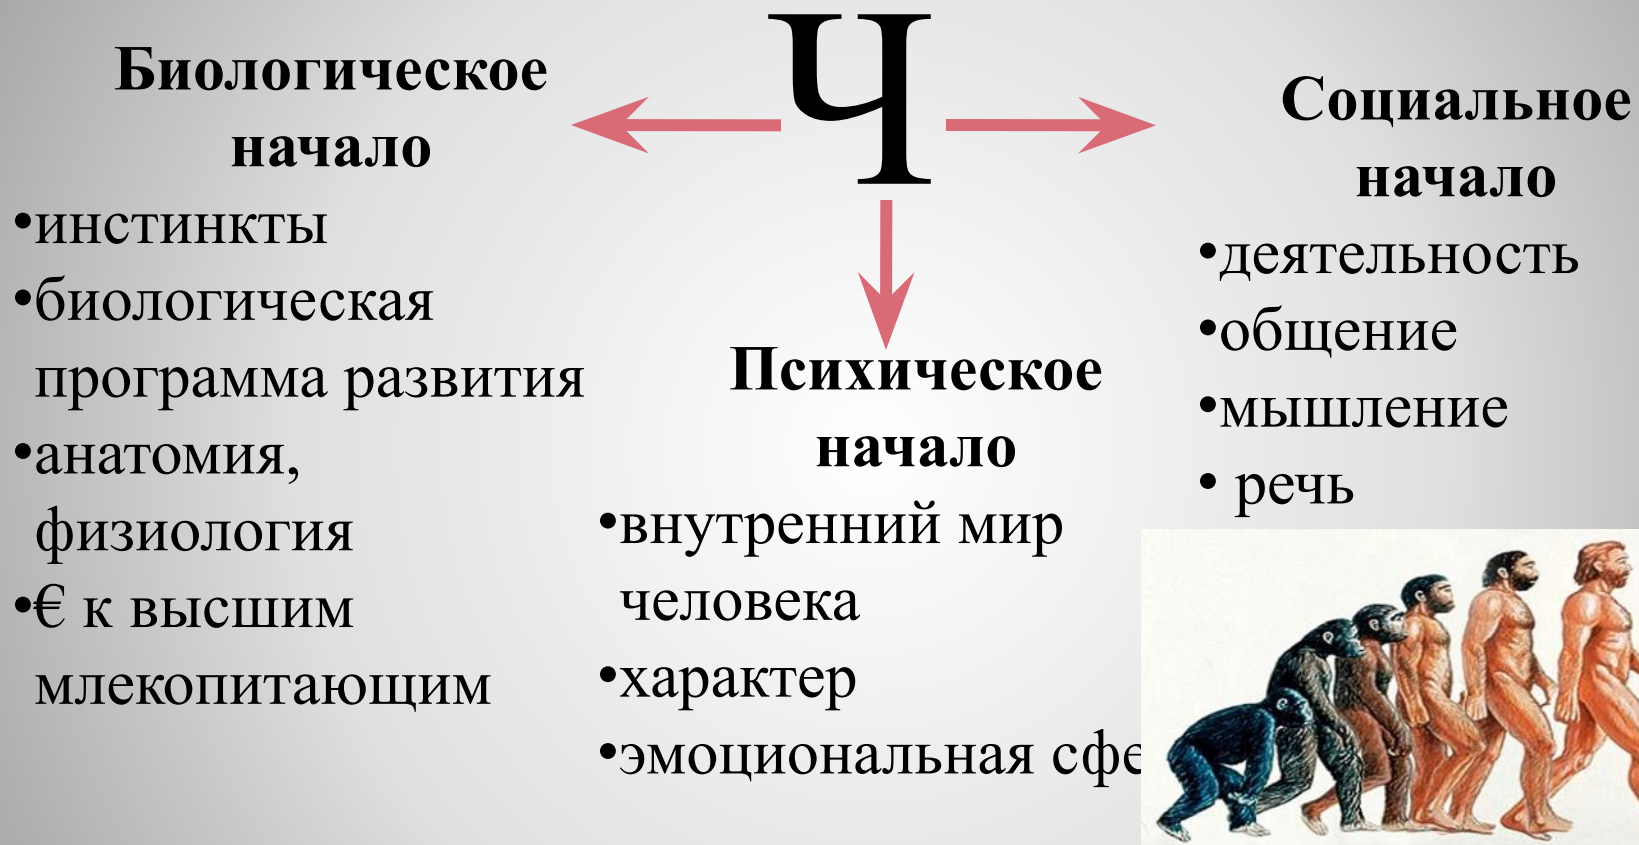 Ч
Биологическое
начало
•инстинкты
•биологическая
программа развития
•анатомия,
физиология
•€ к высшим
млекопитающим
Психическое
начало
•внутренний мир
человека
•характер
•эмоциональная сфе
Социальное
начало
•деятельность
•общение
•мышление
• речь